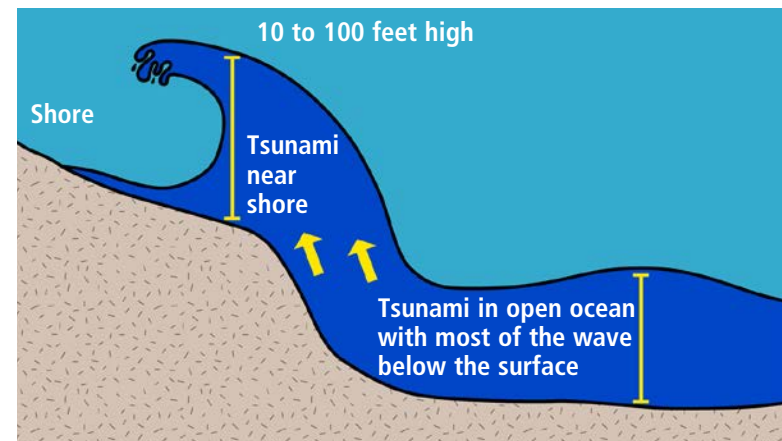 10 to 100 feet high
Shore
Tsunami
near
shore
Tsunami in open ocean
with most of the wave
below the surface